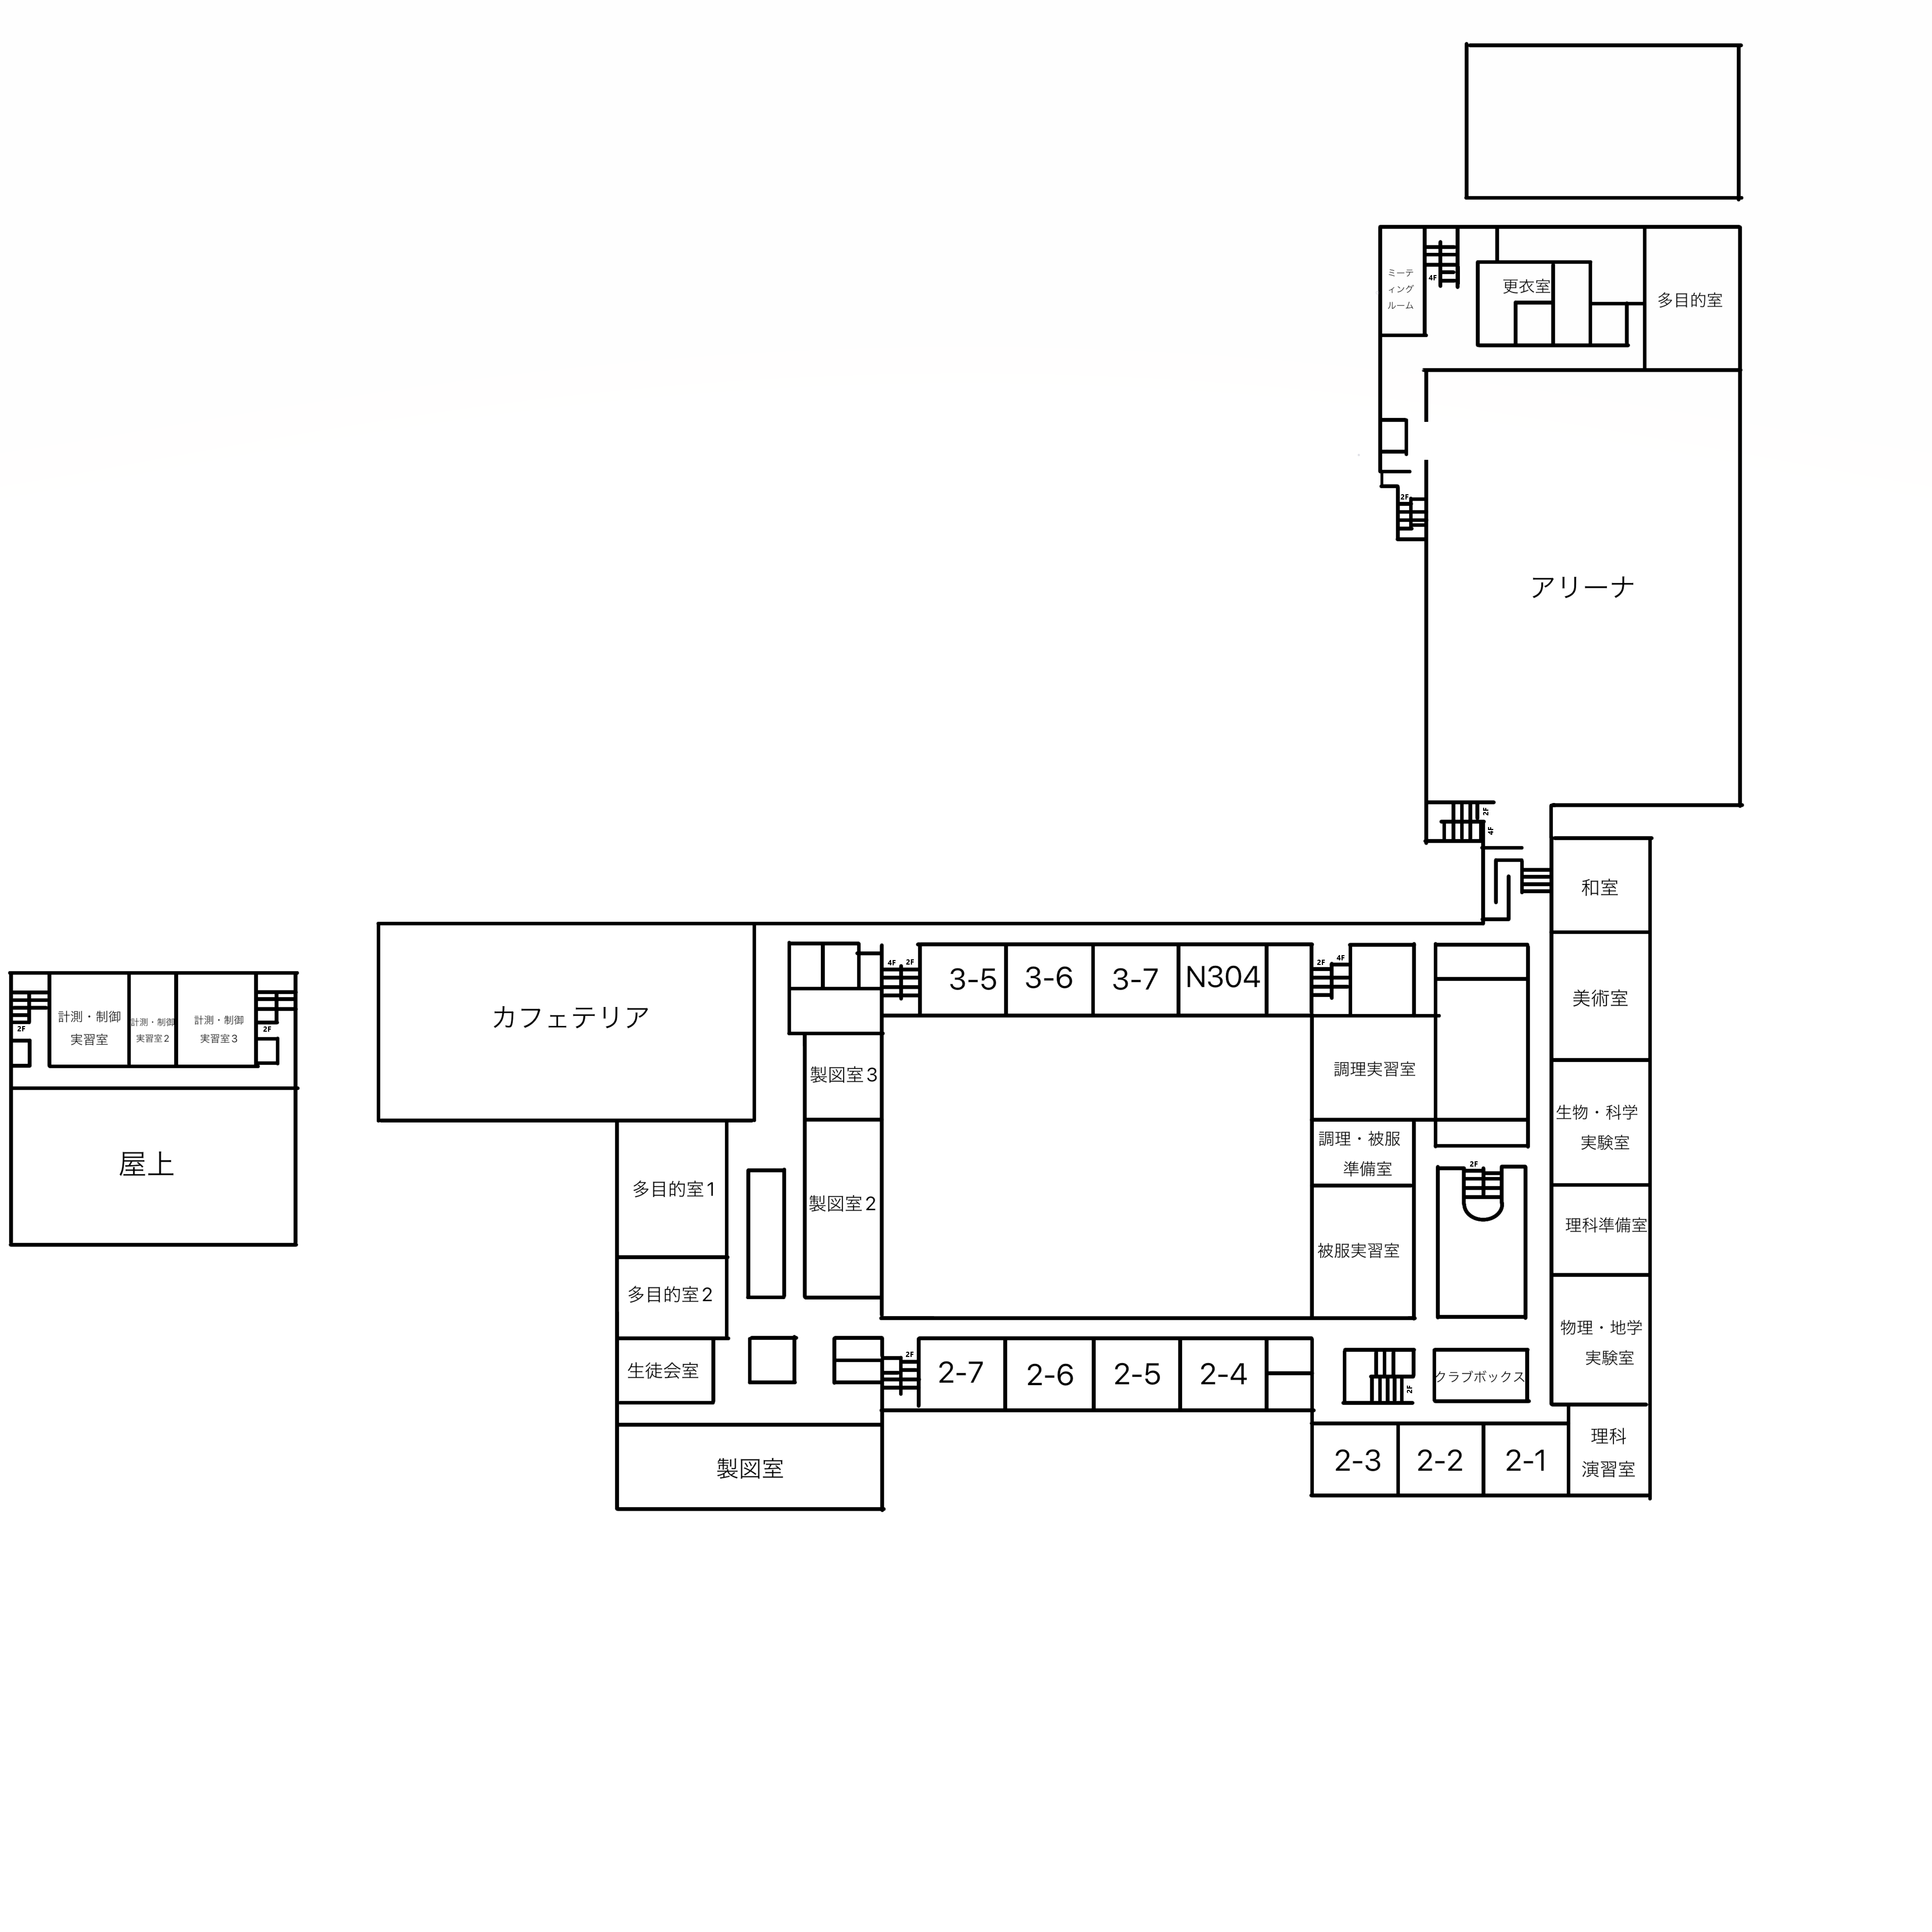 ミーテ
ィング
ルーム
4F
更衣室
多目的室
2F
アリーナ
2F
4F
和室
カフェテリア
4F 2F
3-5
3-6
3-7
N304
2F 4F
美術室
2F
計測・制御
実習室
計測・制御
実習室2
計測・制御
実習室3
2F
屋上
製図室3
調理実習室
生物・科学
実験室
調理・被服
準備室
2F
多目的室1
製図室2
理科準備室
被服実習室
多目的室2
物理・地学
実験室
生徒会室
2F
2-7
2-6
2-5
2-4
2F
クラブボックス
製図室
2-3
2-2
2-1
理科
演習室